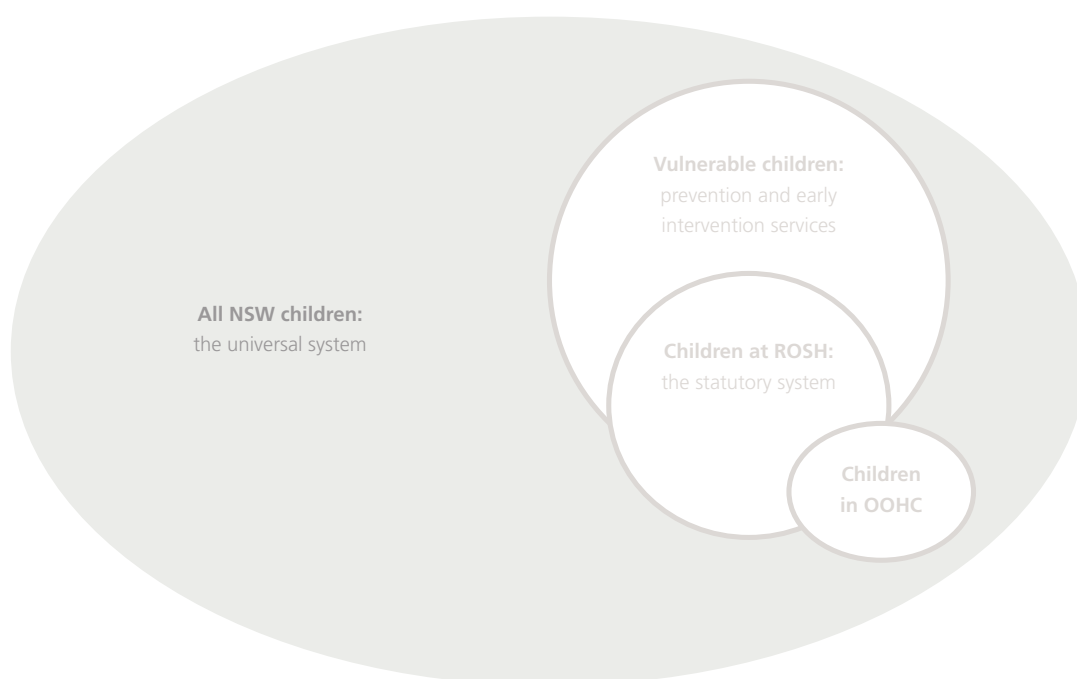 Vulnerable children:
prevention and early
intervention services
All NSW children:
the universal system
Children at ROSH:
the statutory system
Children
in OOHC